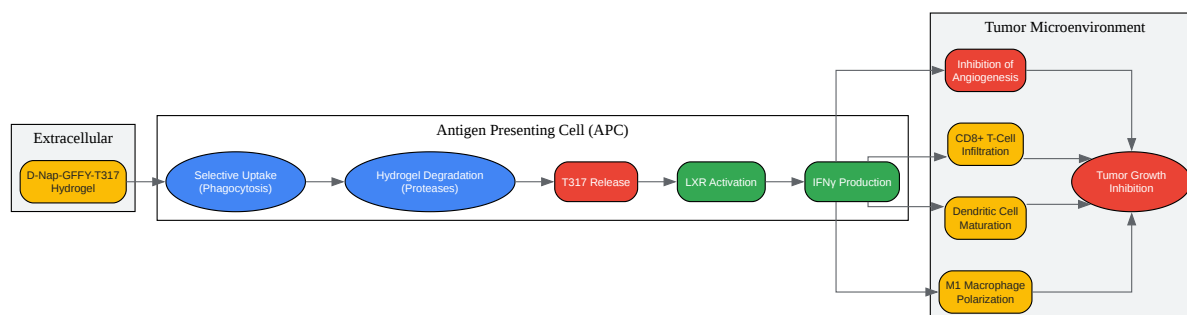 Extracellular
D-Nap-GFFY-T317
Hydrogel
Antigen Presenting Cell (APC)
Selective Uptake
(Phagocytosis)
Hydrogel Degradation
(Proteases)
T317 Release
LXR Activation
IFNγ Production
Tumor Microenvironment
Inhibition of
Angiogenesis
CD8+ T-Cell
Infiltration
Dendritic Cell
Maturation
M1 Macrophage
Polarization
Tumor Growth
Inhibition